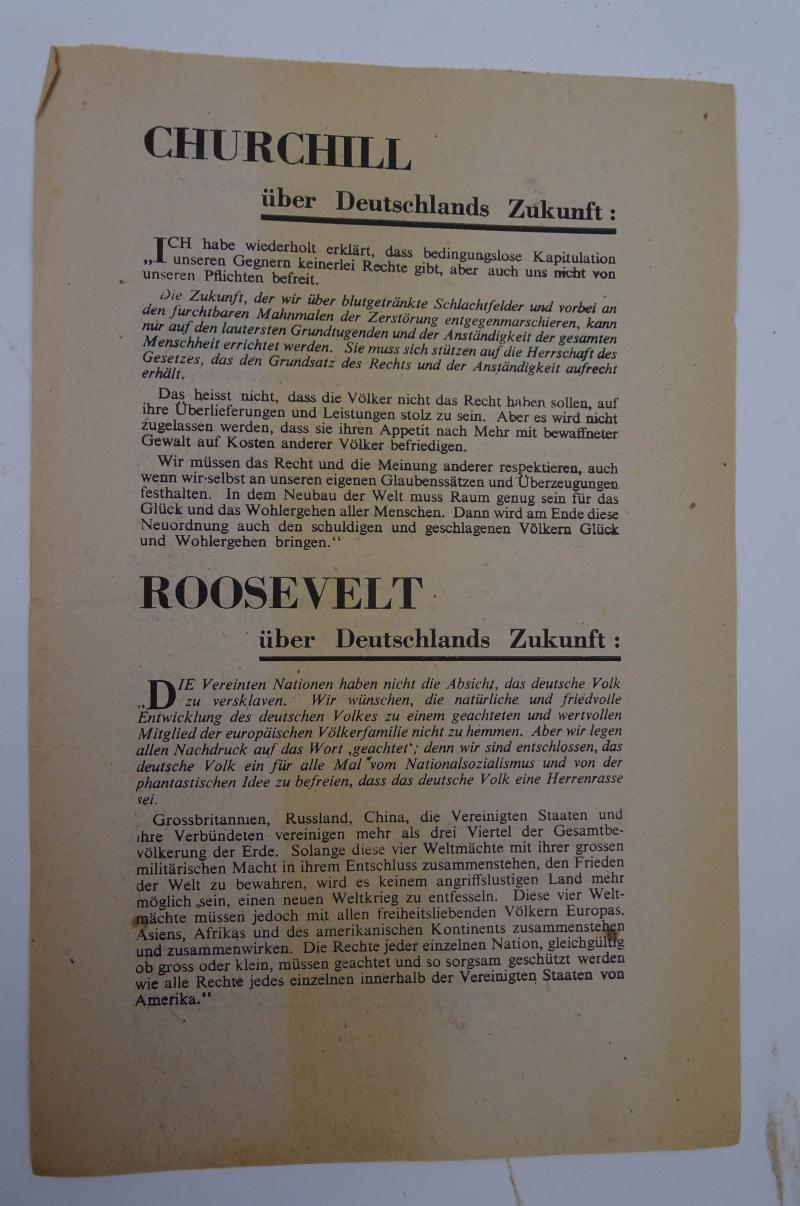 CHURCHILL
über Deutschlands Zukunft :
„ICH habe wiederholt erklärt, dass bedingungslose Kapitulation
unseren Gegnern keinerlei Rechte gibt, aber auch uns nicht von
unseren Pflichten befreit.
Die Zukunft, der wir über blutgetränkte Schlachtfelder und vorbei an
den furchtbaren Mahnmalen der Zerstörung entgegenmarschieren, kann
nur auf den lautersten Grundtugenden und der Anständigkeit der gesamten
Menschheit errichtet werden. Sie muss sich stützen auf die Herrschaft des
Gesetzes, das den Grundsatz des Rechts und der Anständigkeit aufrecht
erhält.
Das heisst nicht, dass die Völker nicht das Recht haben sollen, auf
ihre Überlieferungen und Leistungen stolz zu sein. Aber es wird nicht
zugelassen werden, dass sie ihren Appetit nach Mehr mit bewaffneter
Gewalt auf Kosten anderer Völker befriedigen.
Wir müssen das Recht und die Meinung anderer respektieren, auch
wenn wir selbst an unseren eigenen Glaubenssätzen und Überzeugungen
festhalten. In dem Neubau der Welt muss Raum genug sein für das
Glück und das Wohlergehen aller Menschen. Dann wird am Ende diese
Neuordnung auch den schuldigen und geschlagenen Völkern Glück
und Wohlergehen bringen.“
ROOSEVELT
über Deutschlands Zukunft :
„DIE Vereinten Nationen haben nicht die Absicht, das deutsche Volk
zu versklaven. Wir wünschen, die natürliche und friedvolle
Entwicklung des deutschen Volkes zu einem geachteten und wertvollen
Mitglied der europäischen Völkerfamilie nicht zu hemmen. Aber wir legen
allen Nachdruck auf das Wort ‚geachtet‘; denn wir sind entschlossen, das
deutsche Volk ein für alle Mal vom Nationalsozialismus und von der
phantastischen Idee zu befreien, dass das deutsche Volk eine Herrenrasse
sei.
Grossbritannien, Russland, China, die Vereinigten Staaten und
ihre Verbündeten vereinigen mehr als drei Viertel der Gesamtbe-
völkerung der Erde. Solange diese vier Weltmächte mit ihrer grossen
militärischen Macht in ihrem Entschluss zusammenstehen, den Frieden
der Welt zu bewahren, wird es keinem angriffslustigen Land mehr
möglich sein, einen neuen Weltkrieg zu entfesseln. Diese vier Welt-
mächte müssen jedoch mit allen freiheitsliebenden Völkern Europas,
Asiens, Afrikas und des amerikanischen Kontinents zusammenstehen
und zusammenwirken. Die Rechte jeder einzelnen Nation, gleichgültig
ob gross oder klein, müssen geachtet und so sorgsam geschützt werden
wie alle Rechte jedes einzelnen innerhalb der Vereinigten Staaten von
Amerika.“